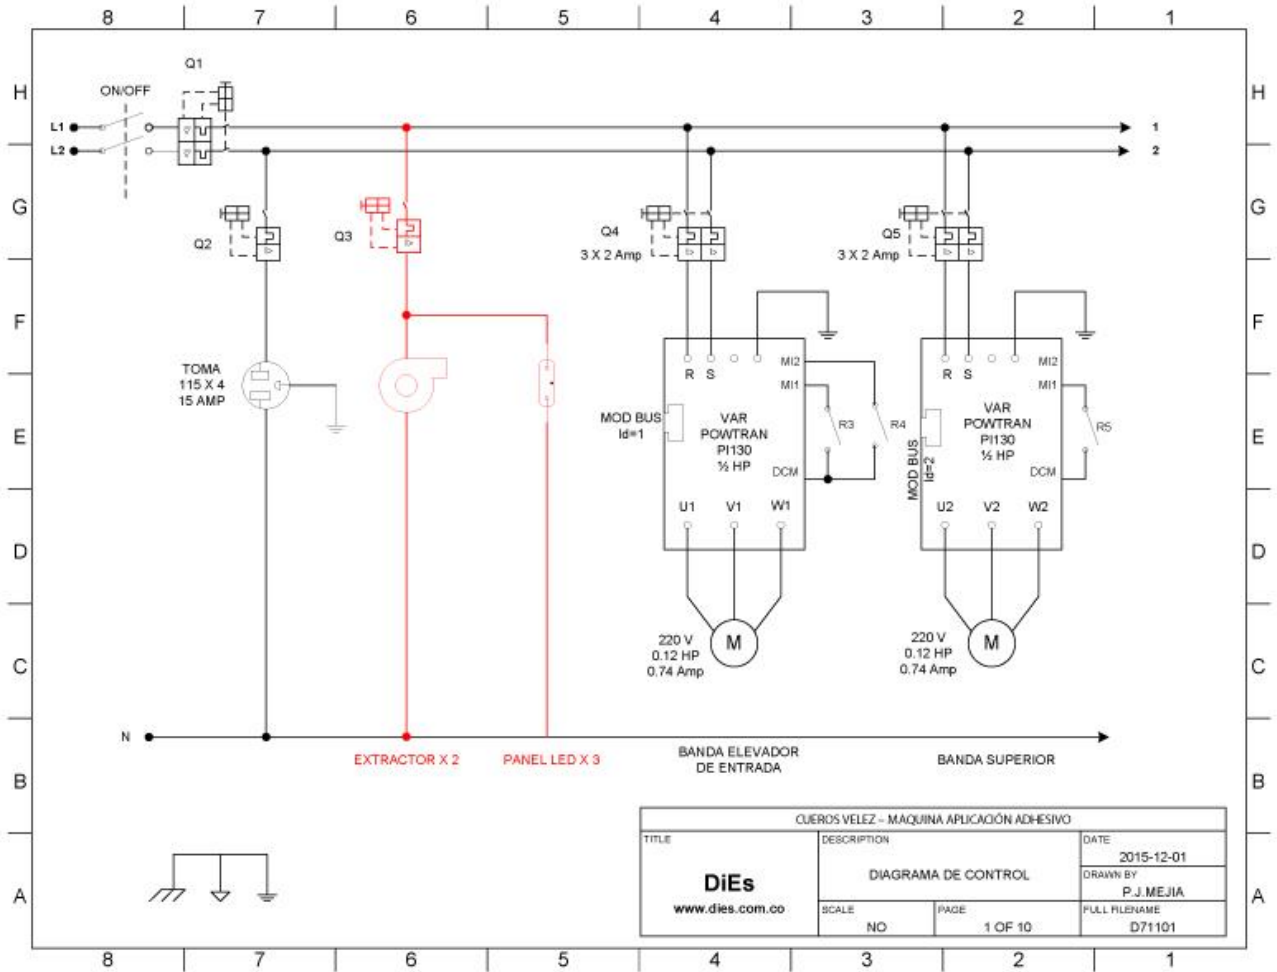 8 7 6 5 4 3 2 1
H H
Q1
ON/OFF
L1 1
L2 2
G G
Q2
Q3
Q4
3 X 2 Amp
Q5
3 X 2 Amp
F F
TOMA
115 X 4
15 AMP
R S
MI2
MI1
MOD BUS
Id=1
VAR
POWTRAN
PI130
½ HP
R3
R4
DCM
U1 V1 W1
R S
MI2
MI1
MOD BUS
Id=2
VAR
POWTRAN
PI130
½ HP
R5
DCM
U2 V2 W2
E E
D D
220 V
0.12 HP
0.74 Amp
M
220 V
0.12 HP
0.74 Amp
M
C C
N
EXTRACTOR X 2
PANEL LED X 3
BANDA ELEVADOR
DE ENTRADA
BANDA SUPERIOR
B B
CUEROS VELEZ – MAQUINA APLICACIÓN ADHESIVO
TITLE
DiEs
www.dies.com.co
DESCRIPTION
DIAGRAMA DE CONTROL
DATE
2015-12-01
DRAWN BY
P.J.MEJIA
SCALE
NO
PAGE
1 OF 10
FULL FILENAME
D71101
A A
8 7 6 5 4 3 2 1